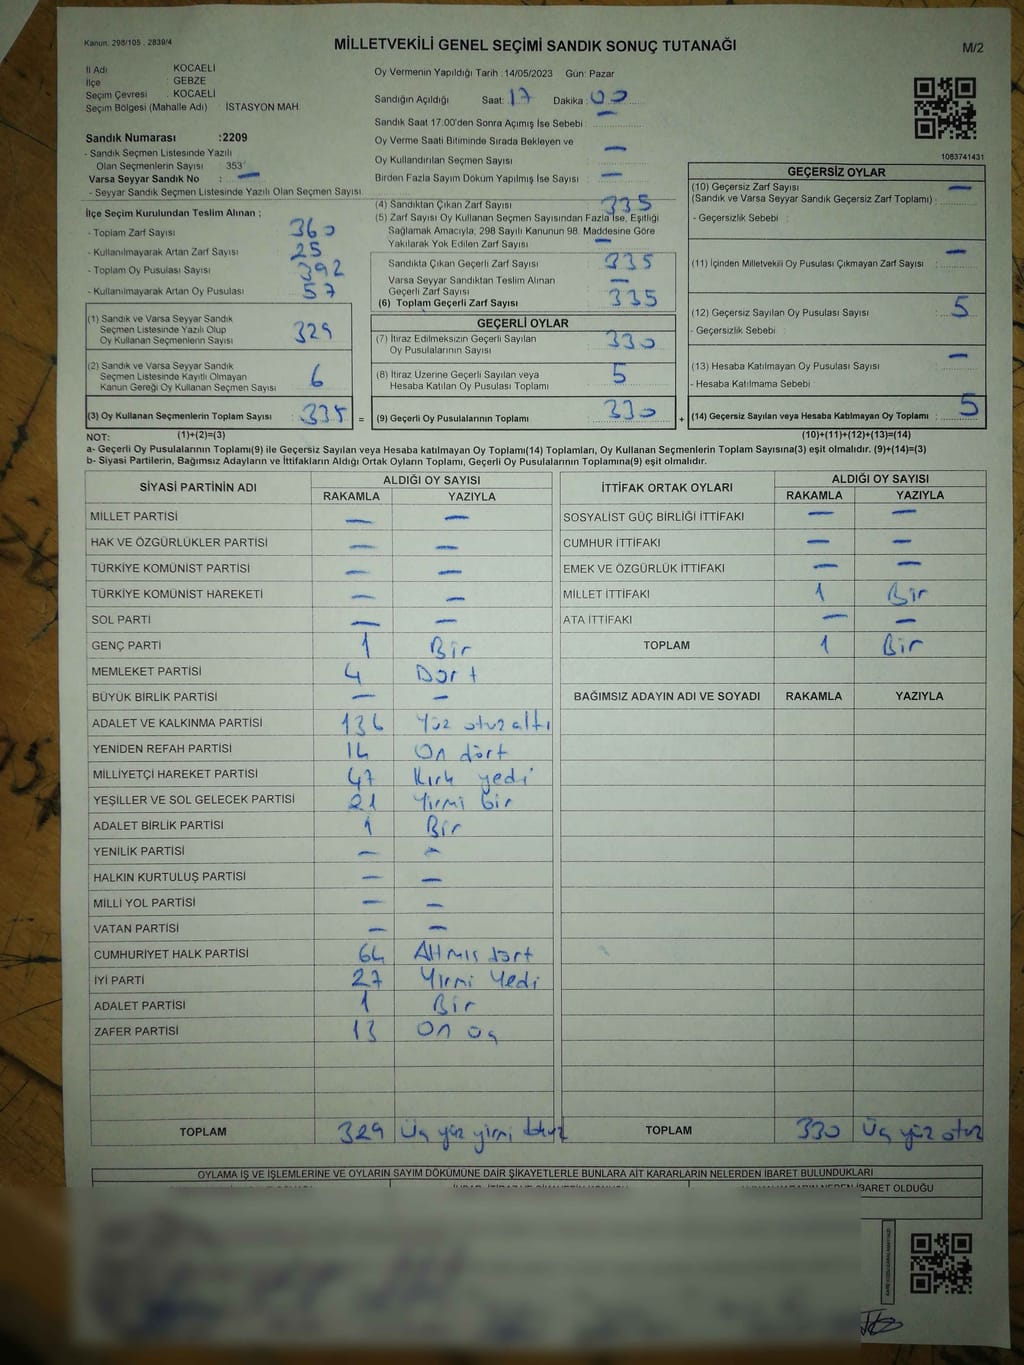 Kanun. 298/105 . 2839/4
MİLLETVEKİLİ GENEL SEÇİMİ SANDIK SONUÇ TUTANAĞI
M/2
İl Adı KOCAELİ
İlçe : GEBZE
Seçim Çevresi : KOCAELİ
Seçim Bölgesi (Mahalle Adı) : İSTASYON MAH
Sandık Numarası :2209
- Sandık Seçmen Listesinde Yazılı
Olan Seçmenlerin Sayısı : 353
Varsa Seyyar Sandık No : —
- Seyyar Sandık Seçmen Listesinde Yazılı Olan Seçmen Sayısı
İlçe Seçim Kurulundan Teslim Alınan ;
- Toplam Zarf Sayısı 360
- Kullanılmayarak Artan Zarf Sayısı 25
- Toplam Oy Pusulası Sayısı 392
- Kullanılmayarak Artan Oy Pusulası 57
(1) Sandık ve Varsa Seyyar Sandık
Seçmen Listesinde Yazılı Olup
Oy Kullanan Seçmenlerin Sayısı 329
(2) Sandık ve Varsa Seyyar Sandık
Seçmen Listesinde Kayıtlı Olmayan
Kanun Gereği Oy Kullanan Seçmen Sayısı 6
(3) Oy Kullanan Seçmenlerin Toplam Sayısı : 335
Oy Vermenin Yapıldığı Tarih :14/05/2023 Gün: Pazar
Sandığın Açıldığı Saat: 17 Dakika : 00
Sandık Saat 17:00'den Sonra Açımış İse Sebebi : —
Oy Verme Saati Bitiminde Sırada Bekleyen ve
Oy Kullandırılan Seçmen Sayısı : —
Birden Fazla Sayım Döküm Yapılmış İse Sayısı : —
(4) Sandıktan Çıkan Zarf Sayısı : 335
(5) Zarf Sayısı Oy Kullanan Seçmen Sayısından Fazla İse, Eşitliği
Sağlamak Amacıyla, 298 Sayılı Kanunun 98. Maddesine Göre
Yakılarak Yok Edilen Zarf Sayısı : —
Sandıkta Çıkan Geçerli Zarf Sayısı : 335
Varsa Seyyar Sandıktan Teslim Alınan
Geçerli Zarf Sayısı : —
(6) Toplam Geçerli Zarf Sayısı : 335
GEÇERLİ OYLAR
(7) İtiraz Edilmeksizin Geçerli Sayılan
Oy Pusulalarının Sayısı : 330
(8) İtiraz Üzerine Geçerli Sayılan veya
Hesaba Katılan Oy Pusulası Toplamı : 5
= (9) Geçerli Oy Pusulalarının Toplamı : 330 +
1083741431
GEÇERSİZ OYLAR
(10) Geçersiz Zarf Sayısı —
(Sandık ve Varsa Seyyar Sandık Geçersiz Zarf Toplamı) :
- Geçersizlik Sebebi :
(11) İçinden Milletvekili Oy Pusulası Çıkmayan Zarf Sayısı : —
(12) Geçersiz Sayılan Oy Pusulası Sayısı : 5
- Geçersizlik Sebebi :
(13) Hesaba Katılmayan Oy Pusulası Sayısı : —
- Hesaba Katılmama Sebebi :
(14) Geçersiz Sayılan veya Hesaba Katılmayan Oy Toplamı : 5
NOT: (1)+(2)=(3) (10)+(11)+(12)+(13)=(14)
a- Geçerli Oy Pusulalarının Toplamı(9) ile Geçersiz Sayılan veya Hesaba katılmayan Oy Toplamı(14) Toplamları, Oy Kullanan Seçmenlerin Toplam Sayısına(3) eşit olmalıdır. (9)+(14)=(3)
b- Siyasi Partilerin, Bağımsız Adayların ve İttifakların Aldığı Ortak Oyların Toplamı, Geçerli Oy Pusulalarının Toplamına(9) eşit olmalıdır.
SİYASİ PARTİNİN ADI ALDIĞI OY SAYISI
RAKAMLA YAZIYLA
MİLLET PARTİSİ — —
HAK VE ÖZGÜRLÜKLER PARTİSİ — —
TÜRKİYE KOMÜNİST PARTİSİ — —
TÜRKİYE KOMÜNİST HAREKETİ — —
SOL PARTİ — —
GENÇ PARTİ 1 Bir
MEMLEKET PARTİSİ 4 Dört
BÜYÜK BİRLİK PARTİSİ — —
ADALET VE KALKINMA PARTİSİ 136 Yüz otuz altı
YENİDEN REFAH PARTİSİ 14 On dört
MİLLİYETÇİ HAREKET PARTİSİ 47 Kırk yedi
YEŞİLLER VE SOL GELECEK PARTİSİ 21 Yirmi bir
ADALET BİRLİK PARTİSİ 1 Bir
YENİLİK PARTİSİ — —
HALKIN KURTULUŞ PARTİSİ — —
MİLLİ YOL PARTİSİ — —
VATAN PARTİSİ — —
CUMHURİYET HALK PARTİSİ 64 Altmış dört
İYİ PARTİ 27 Yirmi Yedi
ADALET PARTİSİ 1 Bir
ZAFER PARTİSİ 13 On üç
TOPLAM 329 Üç yüz yirmi dokuz
İTTİFAK ORTAK OYLARI ALDIĞI OY SAYISI
RAKAMLA YAZIYLA
SOSYALİST GÜÇ BİRLİĞİ İTTİFAKI — —
CUMHUR İTTİFAKI — —
EMEK VE ÖZGÜRLÜK İTTİFAKI — —
MİLLET İTTİFAKI 1 Bir
ATA İTTİFAKI — —
TOPLAM 1 Bir
BAĞIMSIZ ADAYIN ADI VE SOYADI RAKAMLA YAZIYLA
TOPLAM 330 Üç yüz otuz
OYLAMA İŞ VE İŞLEMLERİNE VE OYLARIN SAYIM DÖKÜMÜNE DAİR ŞİKAYETLERLE BUNLARA AİT KARARLARIN NELERDEN İBARET BULUNDUKLARI
İBARET OLDUĞU